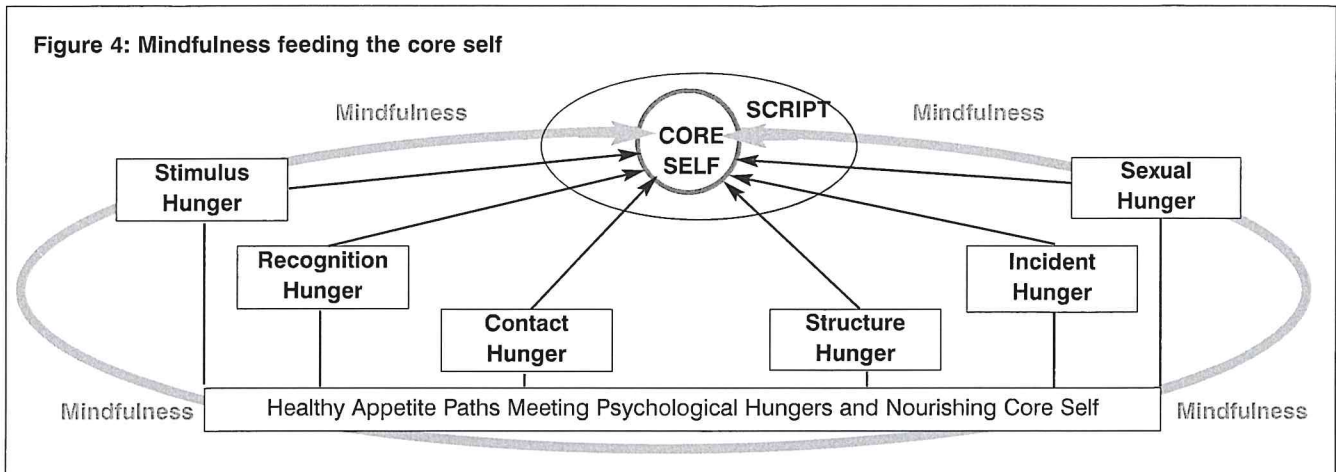 Figure 4: Mindfulness feeding the core self
Mindfulness
SCRIPT
Mindfulness
CORE
SELF
Stimulus
Hunger
Sexual
Hunger
Recognition
Hunger
Incident
Hunger
Contact
Hunger
Structure
Hunger
Mindfulness
Healthy Appetite Paths Meeting Psychological Hungers and Nourishing Core Self
Mindfulness